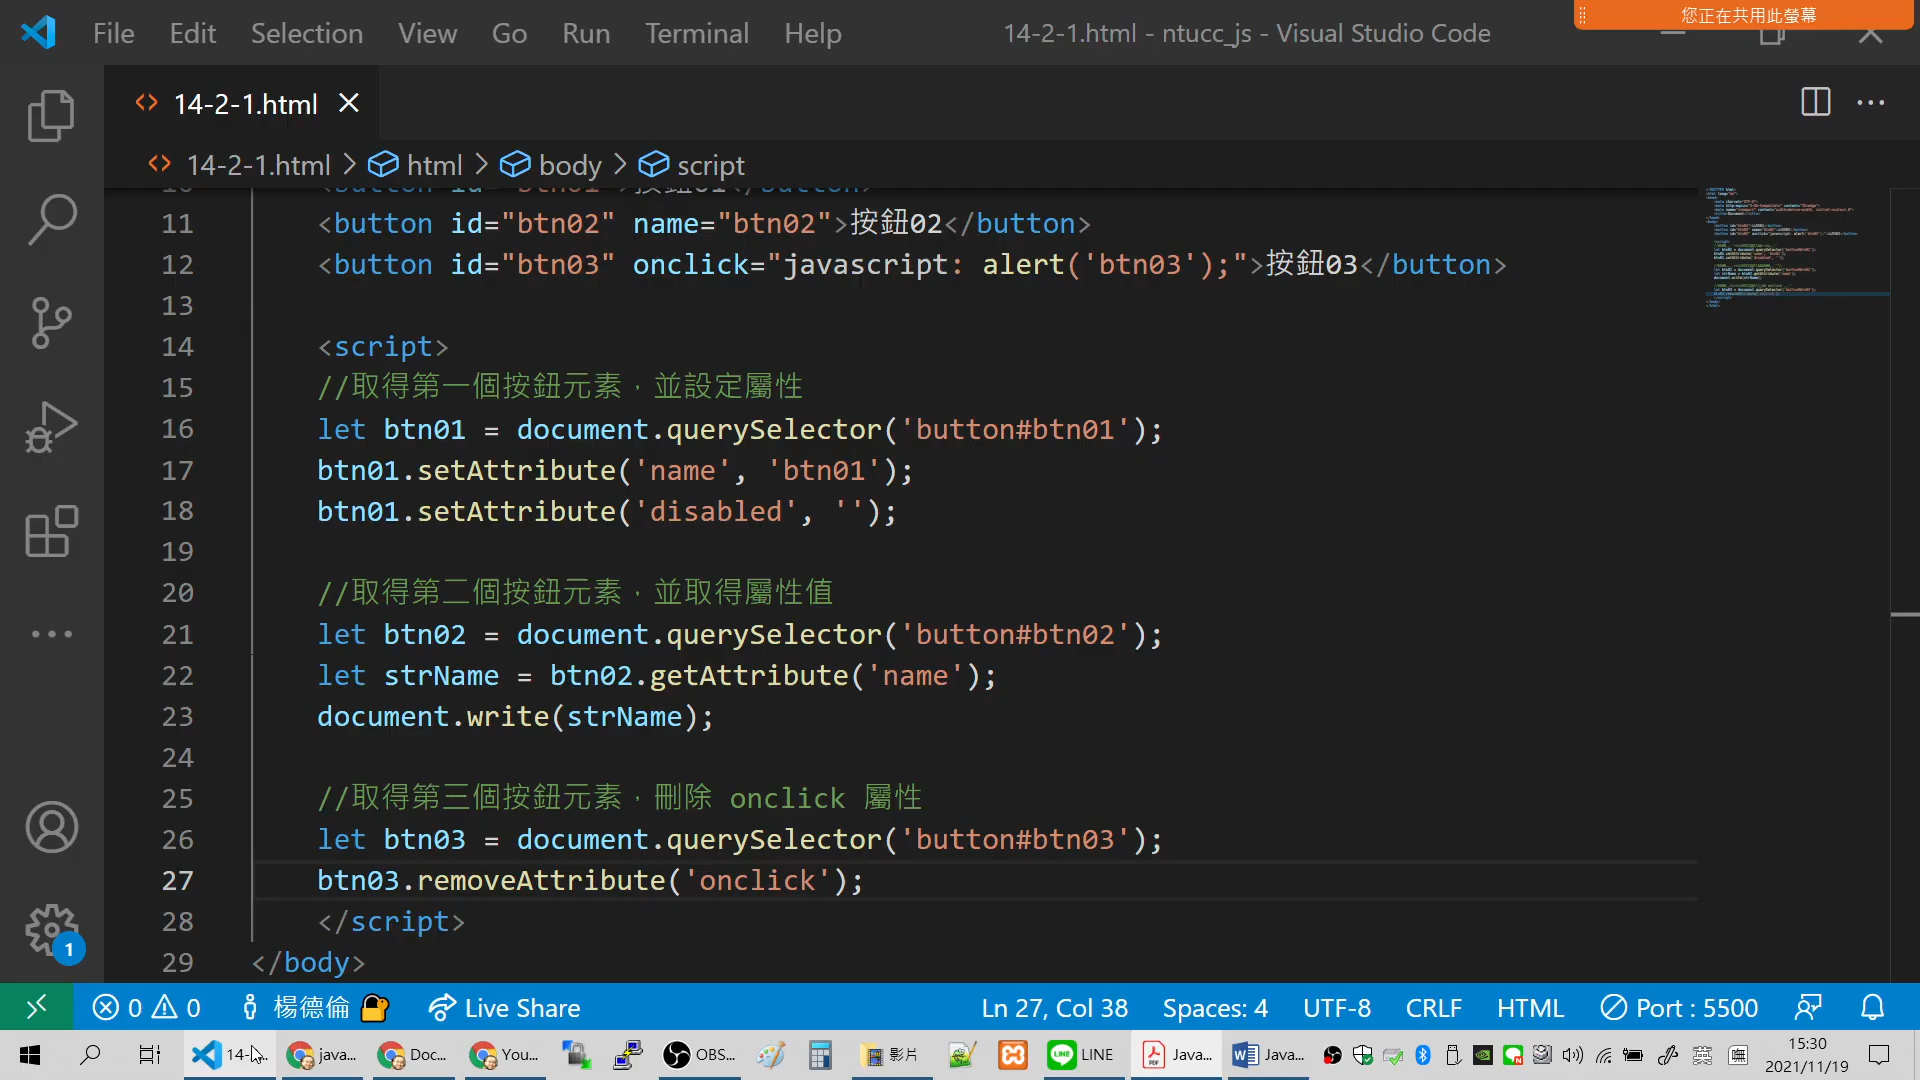 File Edit Selection View Go Run Terminal Help
14-2-1.html - ntucc_js - Visual Studio Code
您正在共用此螢幕
14-2-1.html
14-2-1.html > html > body > script
11 <button id="btn02" name="btn02">按鈕02</button>
12 <button id="btn03" onclick="javascript: alert('btn03');">按鈕03</button>
13
14 <script>
15 //取得第一個按鈕元素，並設定屬性
16 let btn01 = document.querySelector('button#btn01');
17 btn01.setAttribute('name', 'btn01');
18 btn01.setAttribute('disabled', '');
19
20 //取得第二個按鈕元素，並取得屬性值
21 let btn02 = document.querySelector('button#btn02');
22 let strName = btn02.getAttribute('name');
23 document.write(strName);
24
25 //取得第三個按鈕元素，刪除 onclick 屬性
26 let btn03 = document.querySelector('button#btn03');
27 btn03.removeAttribute('onclick');
28 </script>
29 </body>
1
0 0 楊德倫 Live Share Ln 27, Col 38 Spaces: 4 UTF-8 CRLF HTML Port : 5500
14-... java... Doc... You... OBS... 影片 LINE Java... Java... 英 15:30
2021/11/19